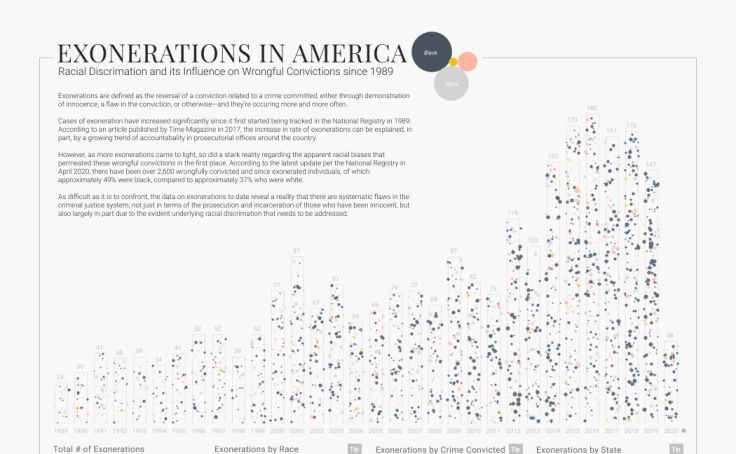 EXONERATIONS IN AMERICA
Racial Discrimation and its Influence on Wrongful Convictions since 1989
Black
White
Exonerations are defined as the reversal of a conviction related to a crime committed, either through demonstration
of innocence, a flaw in the conviction, or otherwise—and they're occuring more and more often.
Cases of exoneration have increased significantly since it first started being tracked in the National Registry in 1989.
According to an article published by Time Magazine in 2017, the increase in rate of exonerations can be explained, in
part, by a growing trend of accountabality in prosecutorial offices around the country.
However, as more exonerations came to light, so did a stark reality regarding the apparent racial biases that
permeated these wrongful convictions in the first place. According to the latest update per the National Registry in
April 2020, there have been over 2,600 wrongfully convicted and since exonerated individuals, of which
approximately 49% were black, compared to approximately 37% who were white.
As difficult as it is to confront, the data on exonerations to date reveal a reality that there are systematic flaws in the
criminal justice system, not just in terms of the prosecution and incarceration of those who have been innocent, but
also largely in part due to the evident underlying racial discrimation that needs to be addressed.
24 30 41 38 39 34 41 52 52 39 52 77 97 67 81 59 66 76 77 69 97 82 75 119 103 152 173 180 167 170 147 48
1989 1990 1991 1992 1993 1994 1995 1996 1997 1998 1999 2000 2001 2002 2003 2004 2005 2006 2007 2008 2009 2010 2011 2012 2013 2014 2015 2016 2017 2018 2019 2020
Total # of Exonerations
Exonerations by Race
Tip
Exonerations by Crime Convicted
Tip
Exonerations by State
Tip